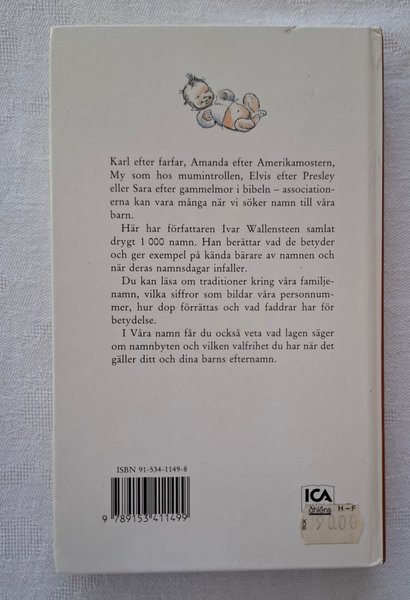 Karl efter farfar, Amanda efter Amerikamostern,
My som hos mumintrollen, Elvis efter Presley
eller Sara efter gammelmor i bibeln – association-
erna kan vara många när vi söker namn till våra
barn.
Här har författaren Ivar Wallensteen samlat
drygt 1 000 namn. Han berättar vad de betyder
och ger exempel på kända bärare av namnen och
när deras namnsdagar infaller.
Du kan läsa om traditioner kring våra familje-
namn, vilka siffror som bildar våra personnum-
mer, hur dop förrättas och vad faddrar har för
betydelse.
I Våra namn får du också veta vad lagen säger
om namnbyten och vilken valfrihet du har när det
gäller ditt och dina barns efternamn.
ISBN 91-534-1149-8
9 789153 411499
ICA
åhléns H-F
90.00